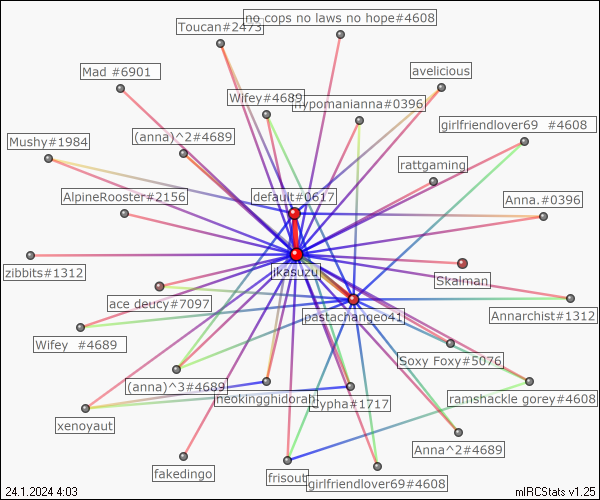 no cops no laws no hope#4608
Toucan#2473
Mad #6901
avelicious
Wifey#4689
hypomanianna#0396
girlfriendlover69 #4608
Mushy#1984
(anna)^2#4689
rattgaming
AlpineRooster#2156
default#0617
Anna.#0396
zibbits#1312
ikasuzu
Skalman
ace deucy#7097
pastachange41
Annarchist#1312
Wifey #4689
Soxy Foxy#5076
(anna)^3#4689
neokingghidorah
cypha#1717
ramshackle gorey#4608
xenoyaut
Anna^2#4689
fakedingo
frisout
girlfriendlover69#4608
24.1.2024 4:03
mIRCStats v1.25